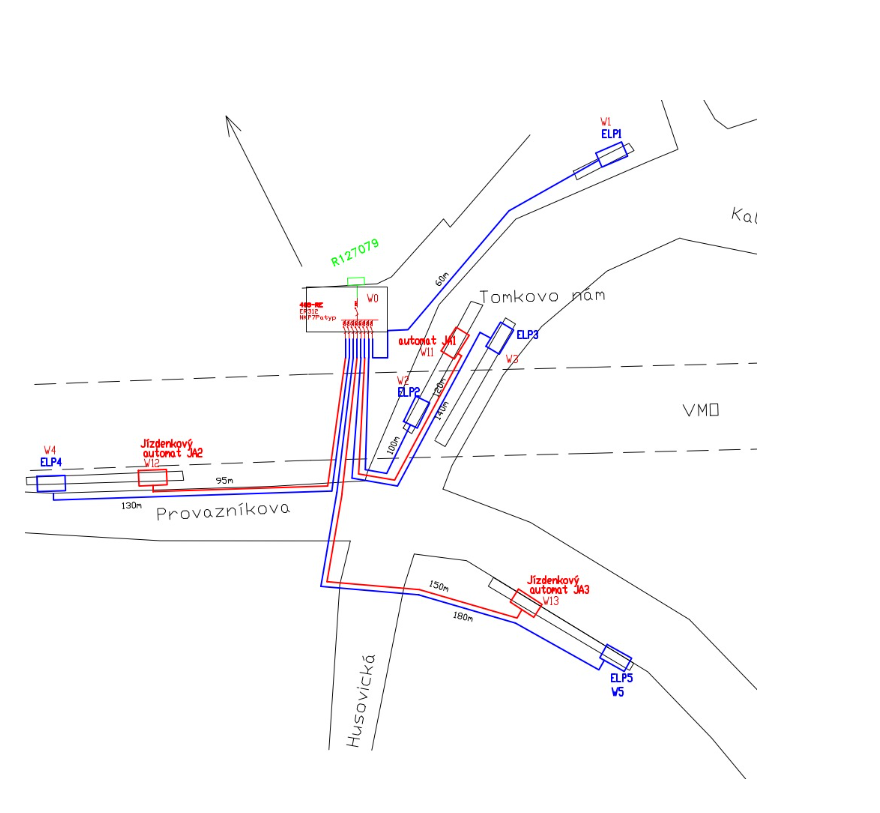 W1
ELP1
Kal
R127079
W0
ER312
60m
Tomkovo nám
automat JA1
W11
ELP3
W3
W2
ELP2
120m
140m
100m
VMO
W4
ELP4
Jízdenkový
automat JA2
W12
95m
130m
Provazníkova
150m
180m
Jízdenkový
automat JA3
W13
Husovická
ELP5
W5